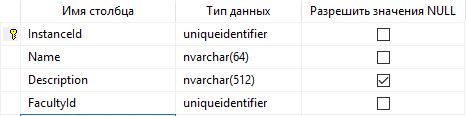 Имя столбца Тип данных Разрешить значения NULL
InstanceId uniqueidentifier
Name nvarchar(64)
Description nvarchar(512)
FacultyId uniqueidentifier